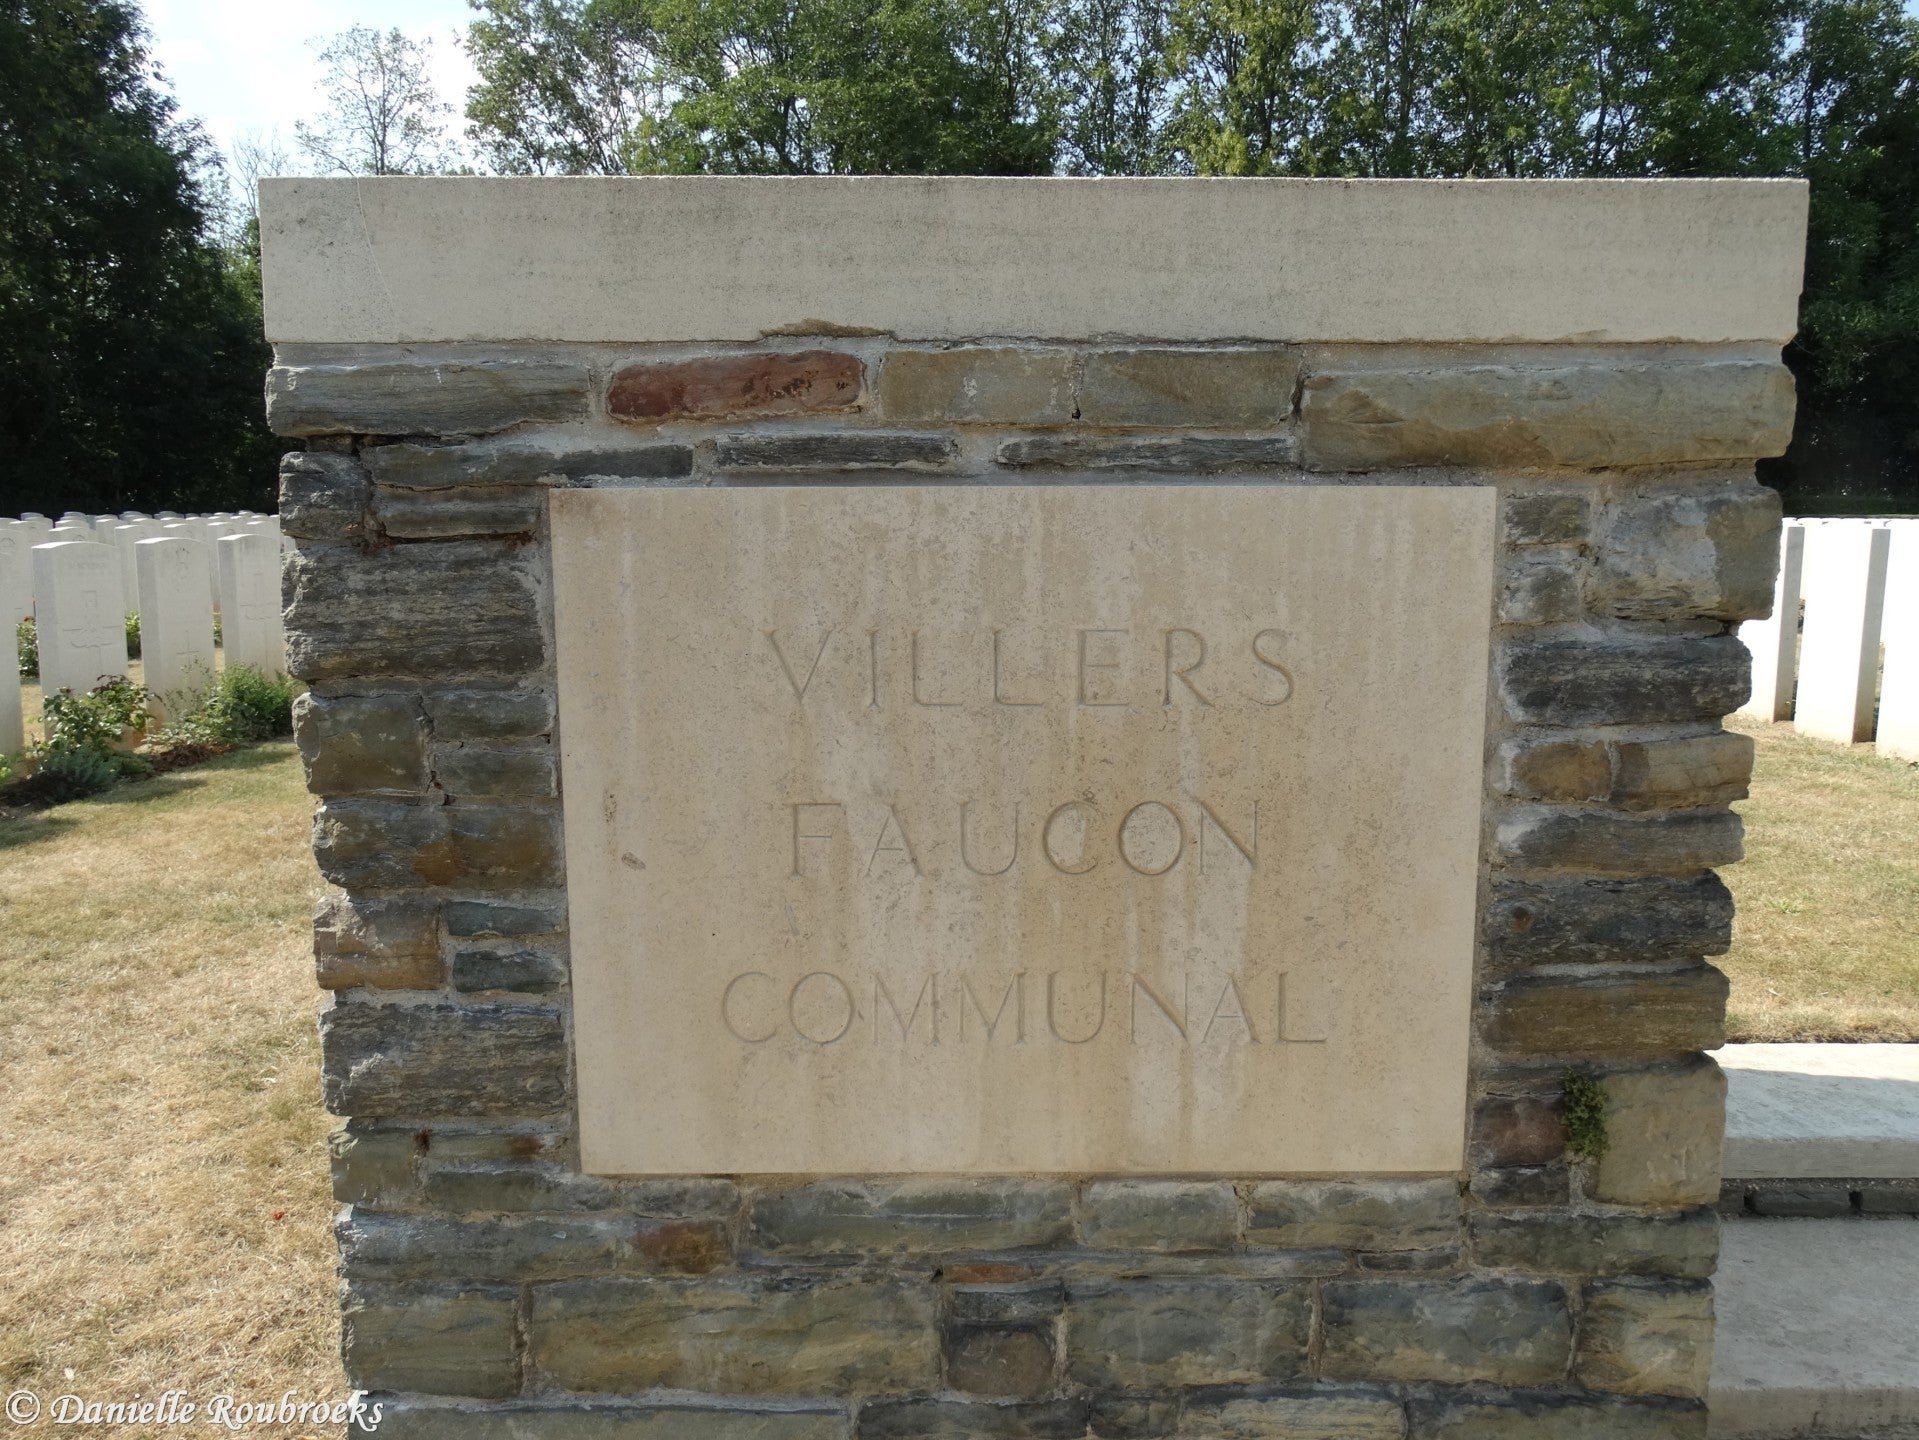 VILLERS
FAUCON
COMMUNAL
© Danielle Roubroeks